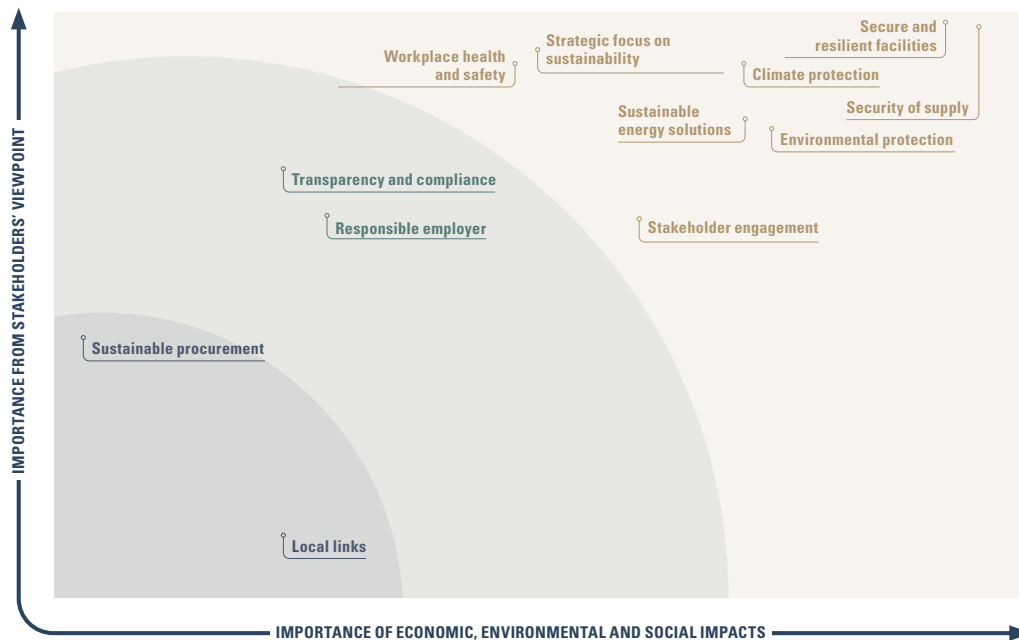 IMPORTANCE FROM STAKEHOLDERS' VIEWPOINT
Secure and
resilient facilities
Strategic focus on
sustainability
Workplace health
and safety
Climate protection
Security of supply
Sustainable
energy solutions
Environmental protection
Transparency and compliance
Responsible employer
Stakeholder engagement
Sustainable procurement
Local links
IMPORTANCE OF ECONOMIC, ENVIRONMENTAL AND SOCIAL IMPACTS